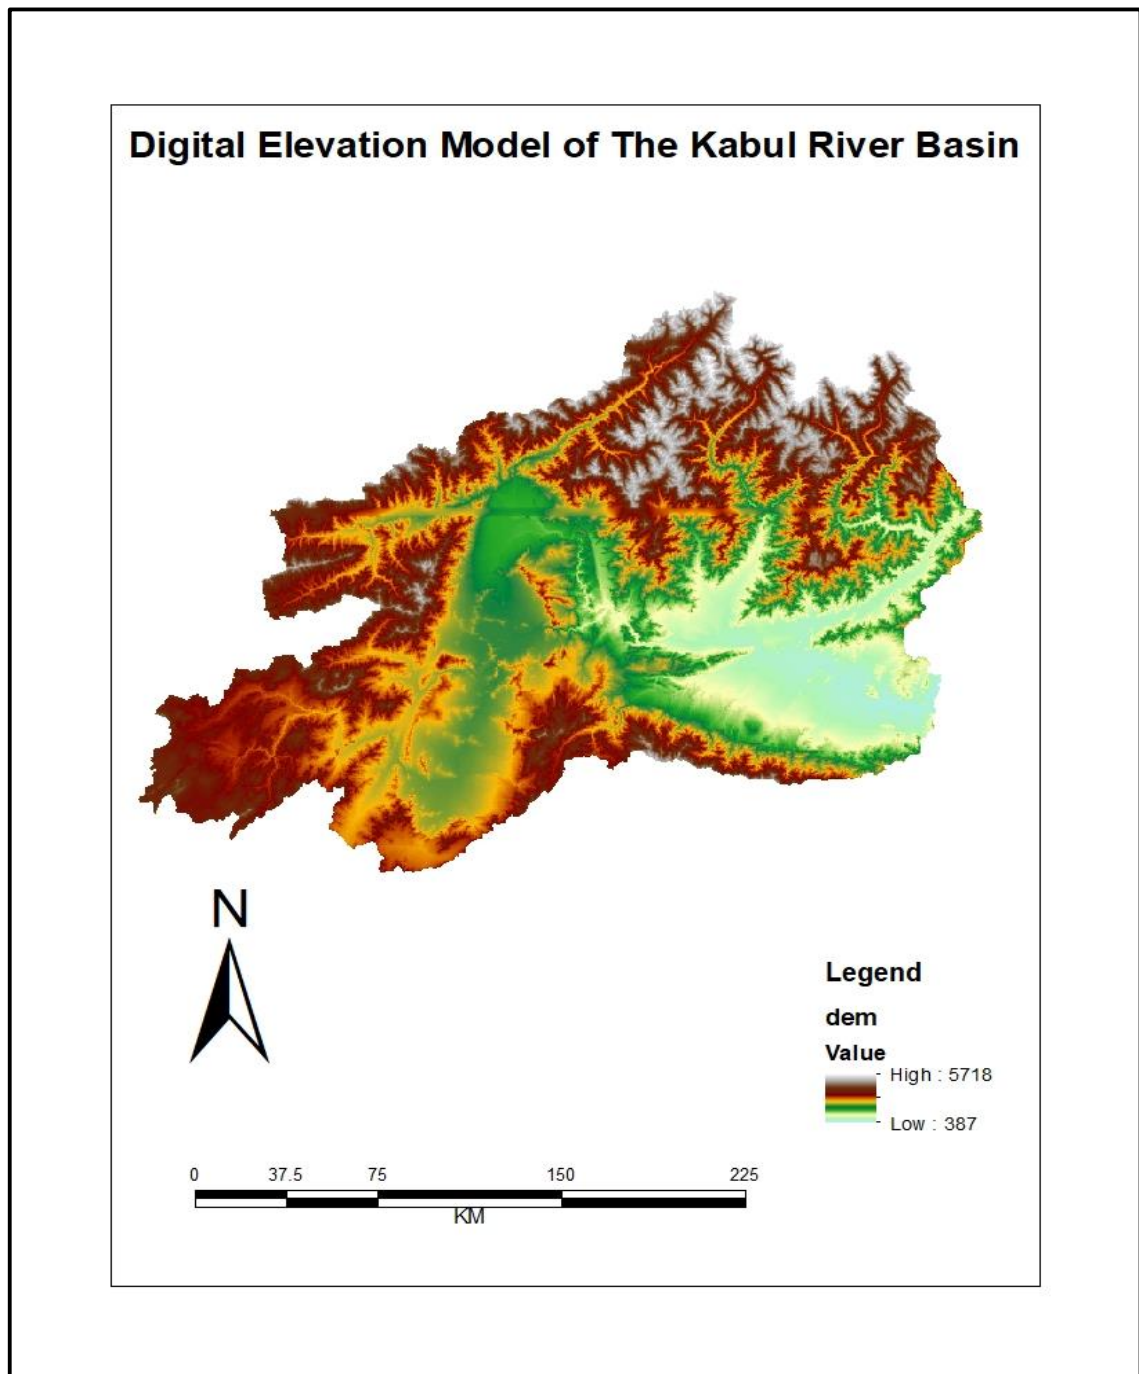 Digital Elevation Model of The Kabul River Basin
N
Legend
dem
Value
High : 5718
Low : 387
0 37.5 75 150 225
KM